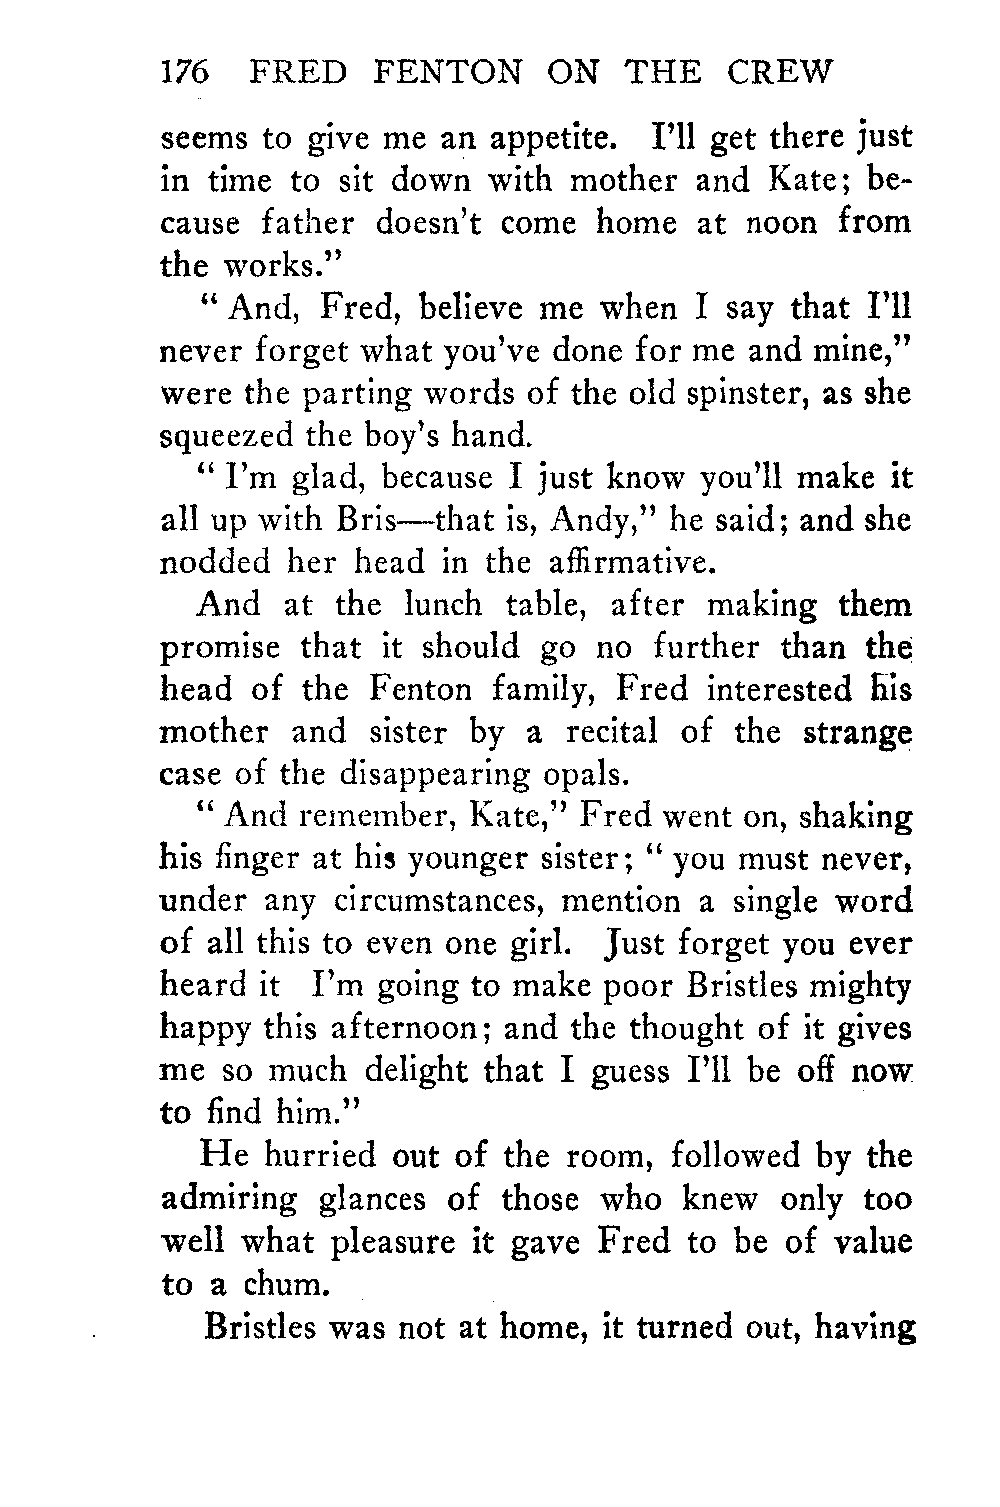 176 FRED FENTON ON THE CREW
seems to give me an appetite. I'll get there just
in time to sit down with mother and Kate; be-
cause father doesn't come home at noon from
the works."
" And, Fred, believe me when I say that I'll
never forget what you've done for me and mine,"
were the parting words of the old spinster, as she
squeezed the boy's hand.
" I'm glad, because I just know you'll make it
all up with Bris—that is, Andy," he said; and she
nodded her head in the affirmative.
And at the lunch table, after making them
promise that it should go no further than the
head of the Fenton family, Fred interested his
mother and sister by a recital of the strange
case of the disappearing opals.
" And remember, Kate," Fred went on, shaking
his finger at his younger sister; " you must never,
under any circumstances, mention a single word
of all this to even one girl. Just forget you ever
heard it I'm going to make poor Bristles mighty
happy this afternoon; and the thought of it gives
me so much delight that I guess I'll be off now
to find him."
He hurried out of the room, followed by the
admiring glances of those who knew only too
well what pleasure it gave Fred to be of value
to a chum.
Bristles was not at home, it turned out, having